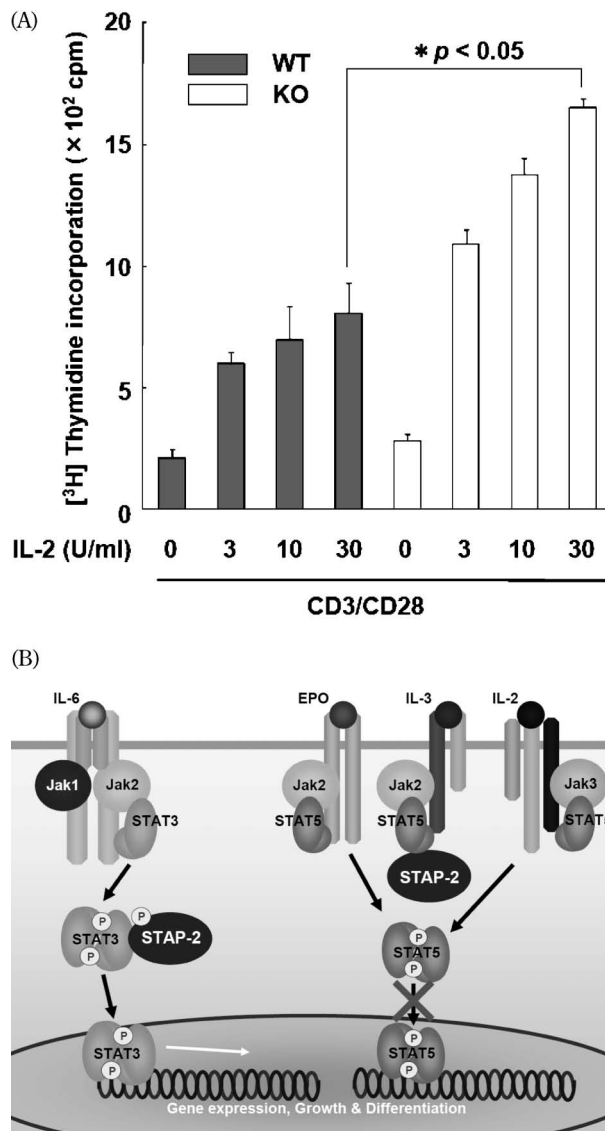 (A)
20
15
10
5
0
[³H] Thymidine incorporation (× 10² cpm)
WT
KO
* p < 0.05
IL-2 (U/ml) 0 3 10 30 0 3 10 30
CD3/CD28
(B)
IL-6 EPO IL-3 IL-2
Jak1 Jak2 Jak2 Jak2 Jak3
STAT3 STAT5 STAT5 STAT5
STAP-2
P P P
STAT3 STAP-2
P
P
STAT5
P
P
STAT3
P
P
STAT5
P
Gene expression, Growth & Differentiation